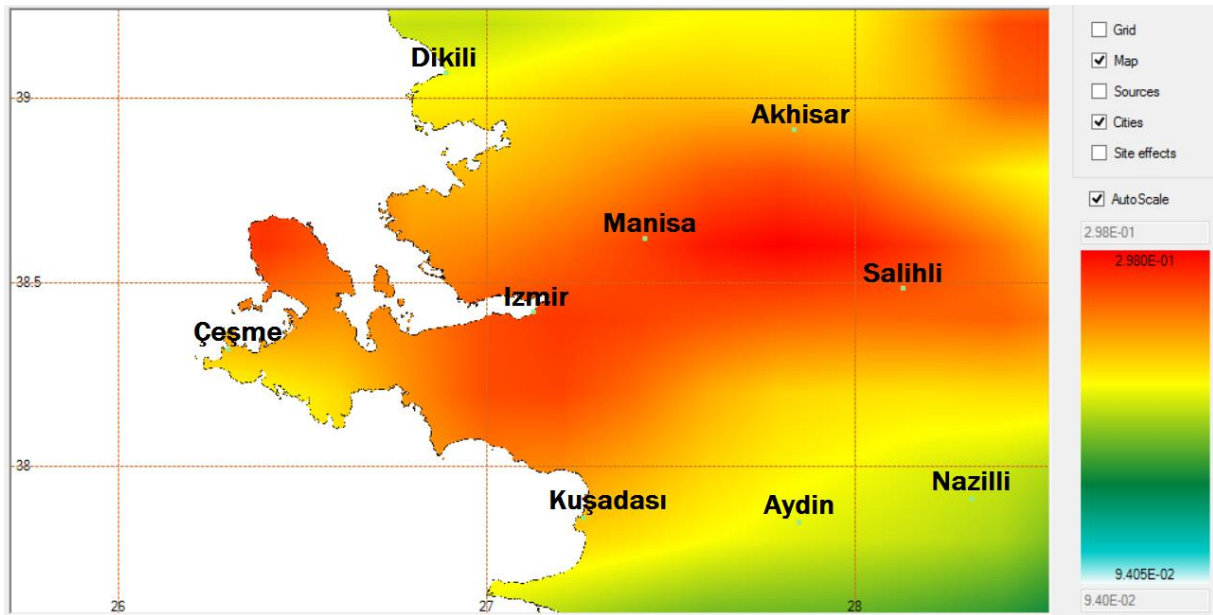 Dikili
39
Akhisar
Manisa
38.5
Salihli
Izmir
Çeşme
38
Kuşadası
Aydin
Nazilli
26
27
28
Grid
Map
Sources
Cities
Site effects
AutoScale
2.98E-01
2.980E-01
9.405E-02
9.40E-02